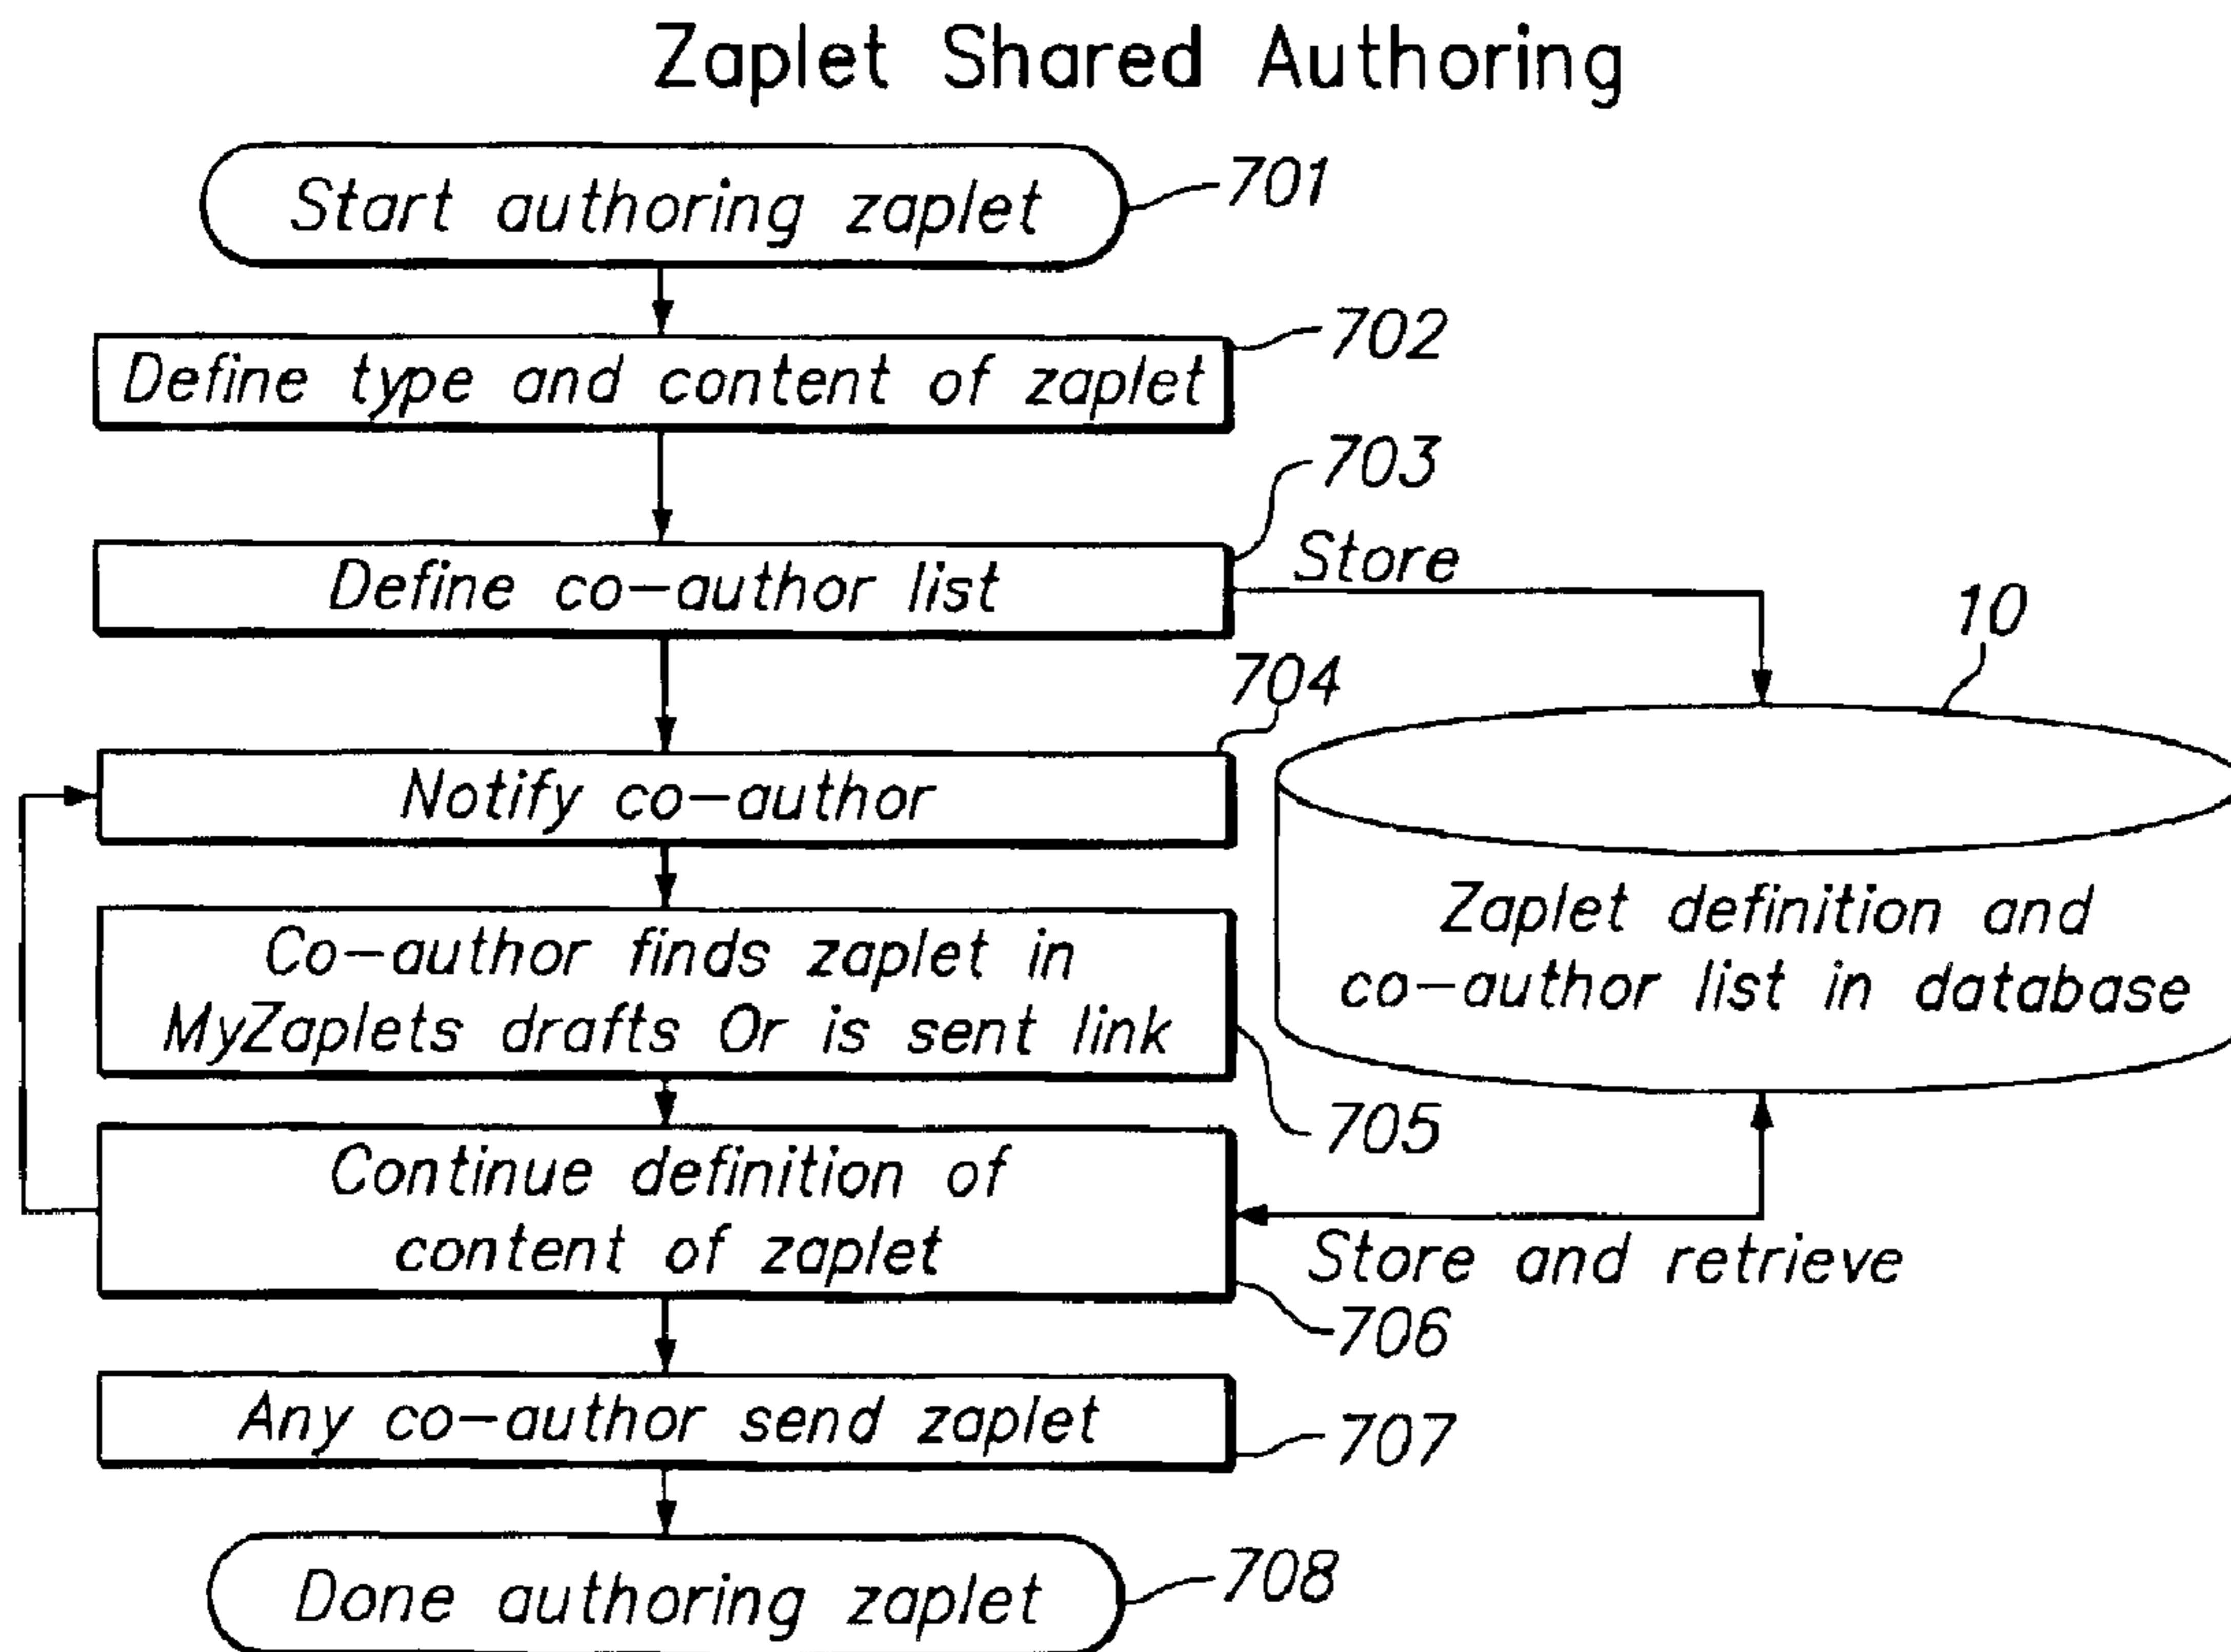 Zaplet Shared Authoring
Start authoring zaplet
701
Define type and content of zaplet
702
703
Define co-author list
Store
10
704
Notify co-author
Co-author finds zaplet in
MyZaplets drafts Or is sent link
705
Zaplet definition and
co-author list in database
Continue definition of
content of zaplet
Store and retrieve
706
Any co-author send zaplet
707
Done authoring zaplet
708